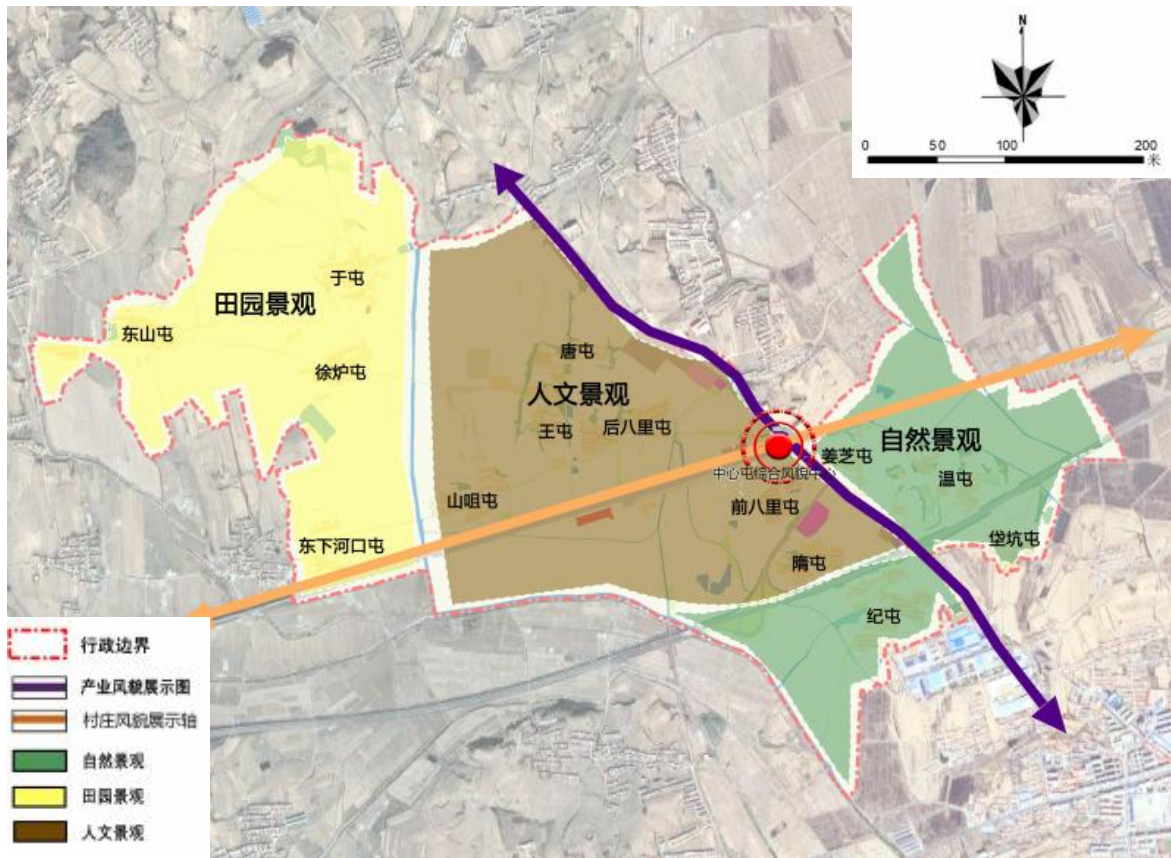 N
0 50 100 200
米
于屯
田园景观
东山屯
徐炉屯
唐屯
人文景观
王屯
后八里屯
自然景观
姜芝屯
中心屯综合风貌中心
温屯
山咀屯
前八里屯
垈坑屯
东下河口屯
隋屯
纪屯
行政边界
产业风貌展示图
村庄风貌展示轴
自然景观
田园景观
人文景观